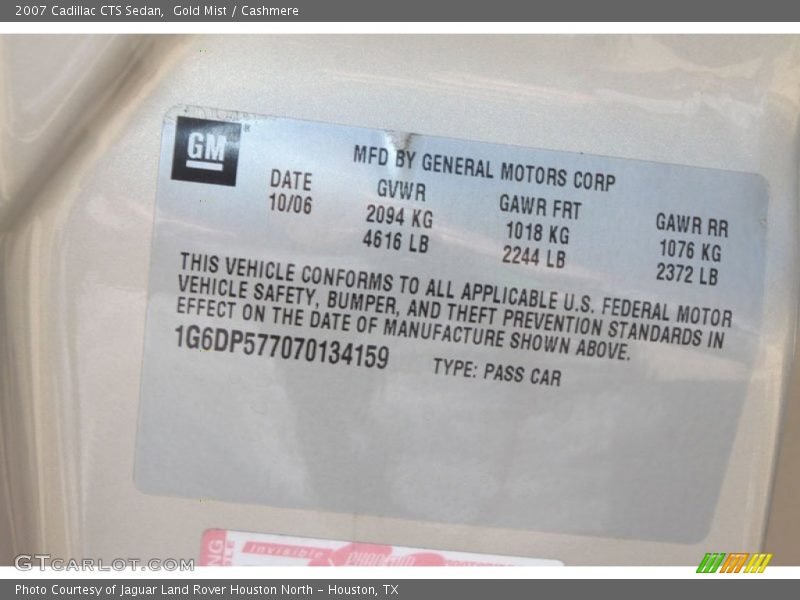 2007 Cadillac CTS Sedan,  Gold Mist / Cashmere
GM
MFD BY GENERAL MOTORS CORP
DATE GVWR GAWR FRT GAWR RR
10/06 2094 KG 1018 KG 1076 KG
4616 LB 2244 LB 2372 LB
THIS VEHICLE CONFORMS TO ALL APPLICABLE U.S. FEDERAL MOTOR
VEHICLE SAFETY, BUMPER, AND THEFT PREVENTION STANDARDS IN
EFFECT ON THE DATE OF MANUFACTURE SHOWN ABOVE.
1G6DP577070134159 TYPE: PASS CAR
Invisible
GTCARLOT.COM
Photo Courtesy of Jaguar Land Rover Houston North - Houston, TX